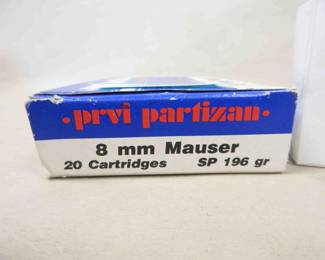 • prvi partizan •
8 mm Mauser
20 Cartridges SP 196 gr